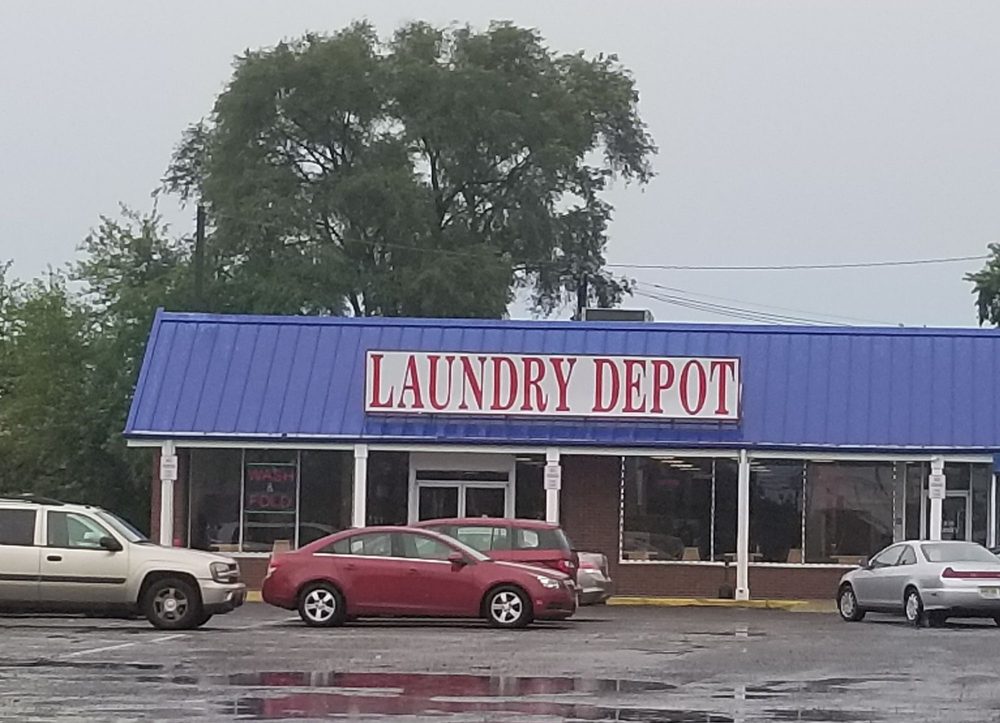 LAUNDRY DEPOT
WASH
&
FOLD